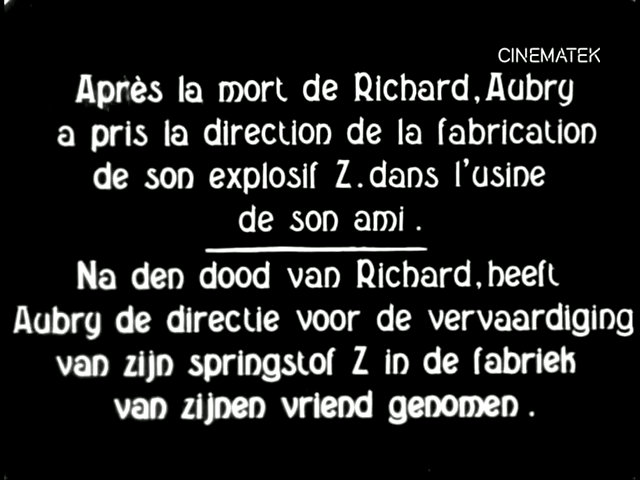 CINEMATEK
Après la mort de Richard, Aubry
a pris la direction de la fabrication
de son explosif Z. dans l'usine
de son ami.
Na den dood van Richard, heeft
Aubry de directie voor de vervaardiging
van zijn springstof Z in de fabriek
van zijnen vriend genomen.